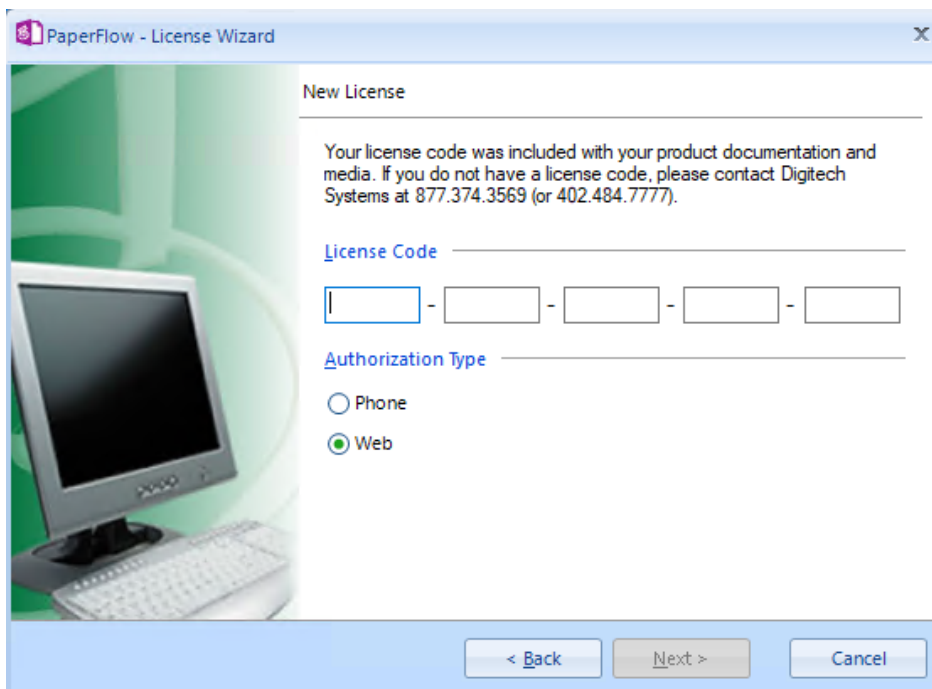 PaperFlow - License Wizard
x
New License
Your license code was included with your product documentation and
media. If you do not have a license code, please contact Digitech
Systems at 877.374.3569 (or 402.484.7777).
License Code
- - - -
Authorization Type
Phone
Web
< Back Next > Cancel